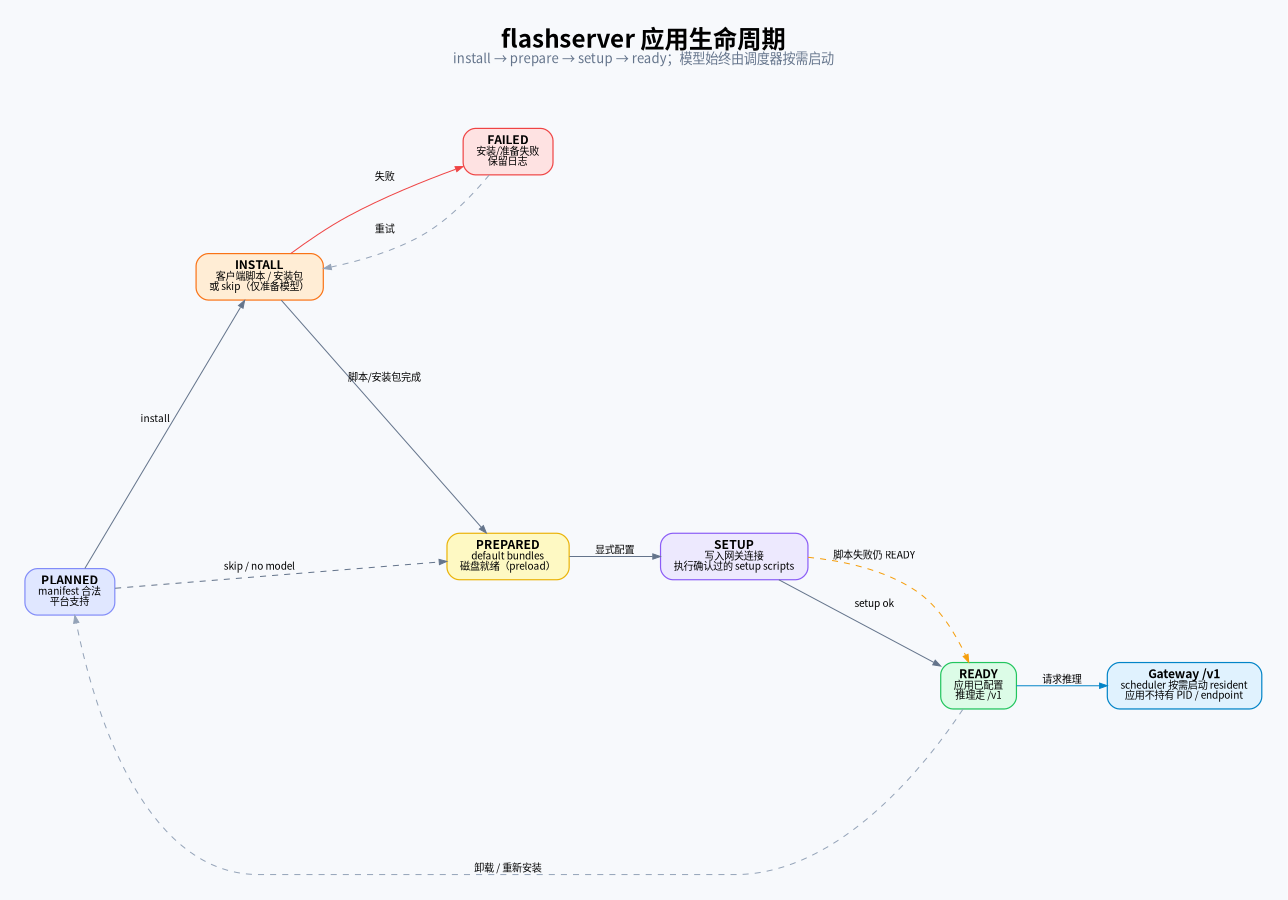 flashserver 应用生命周期
install → prepare → setup → ready；模型始终由调度器按需启动
FAILED
安装/准备失败
保留日志
失败
重试
INSTALL
客户端脚本 / 安装包
或 skip（仅准备模型）
脚本/安装包完成
install
PREPARED
default bundles
磁盘就绪（preload）
显式配置
SETUP
写入网关连接
执行确认过的 setup scripts
脚本失败仍 READY
skip / no model
PLANNED
manifest 合法
平台支持
setup ok
READY
应用已配置
推理走 /v1
请求推理
Gateway /v1
scheduler 按需启动 resident
应用不持有 PID / endpoint
卸载 / 重新安装